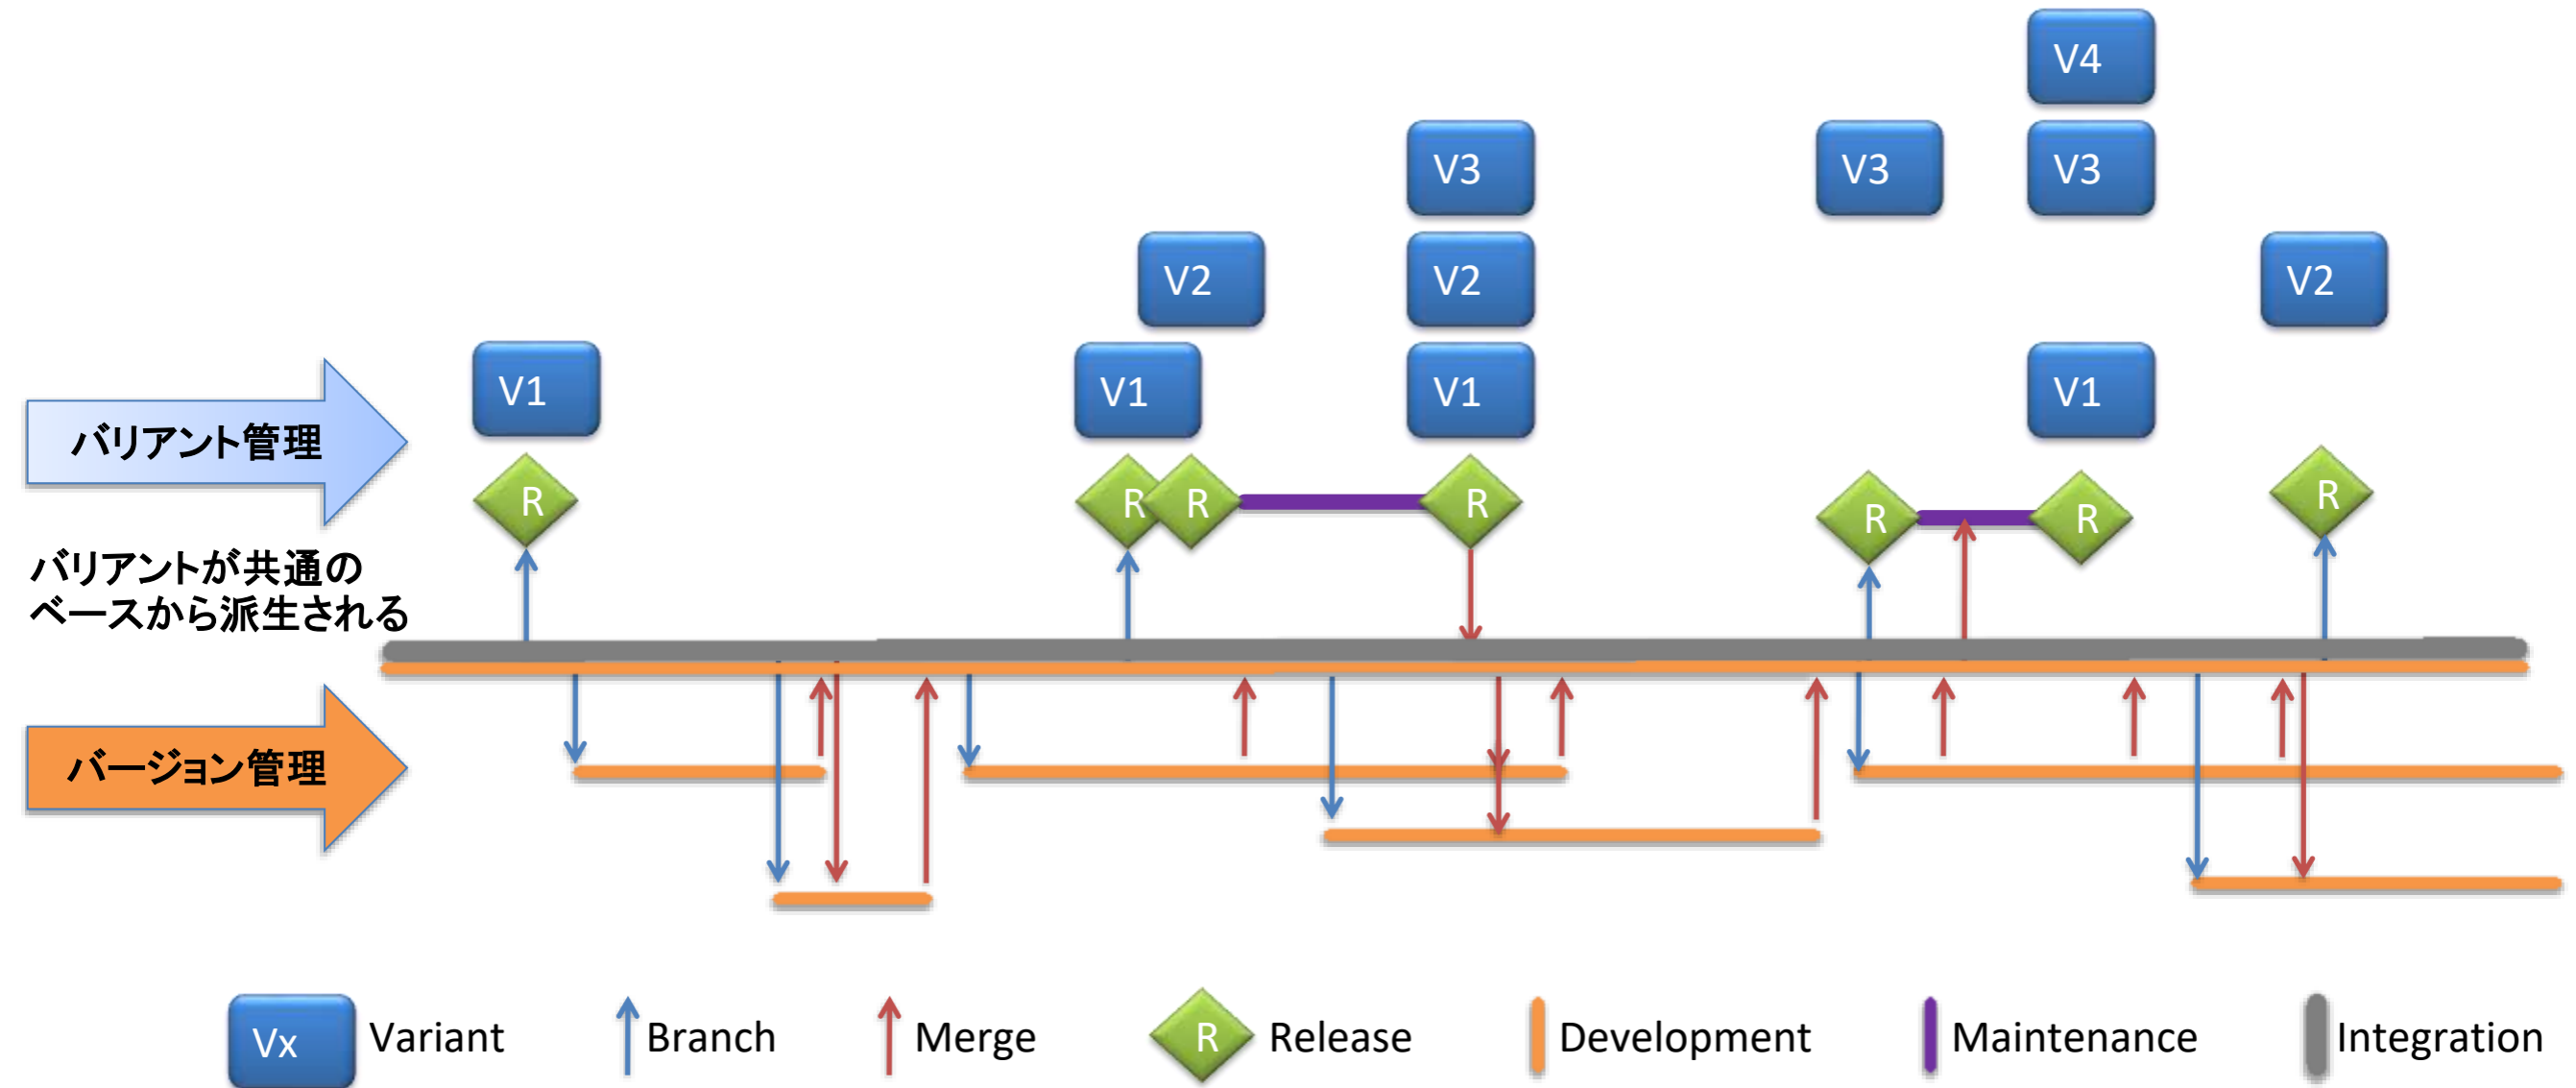 V4
V3
V3
V3
V2
V2
V2
V1
V1
V1
V1
バリアント管理
R
R
R
R
R
R
R
バリアントが共通の
ベースから派生される
バージョン管理
Vx
Variant
Branch
Merge
R
Release
Development
Maintenance
Integration